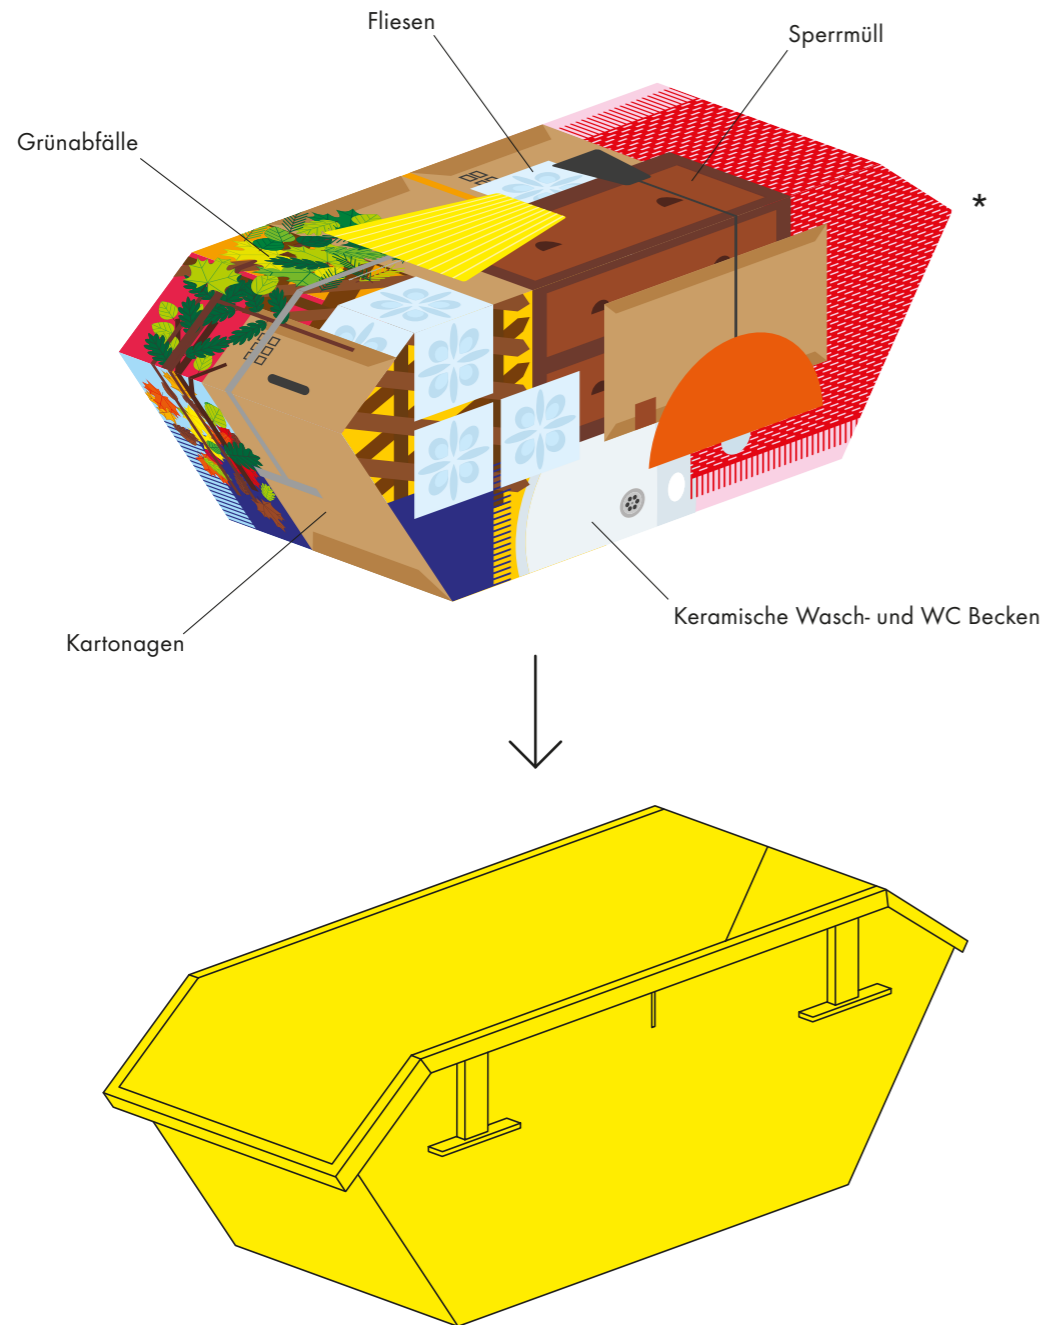 Fliesen
Sperrmüll
Grünabfälle
*
Keramische Wasch- und WC Becken
Kartonagen